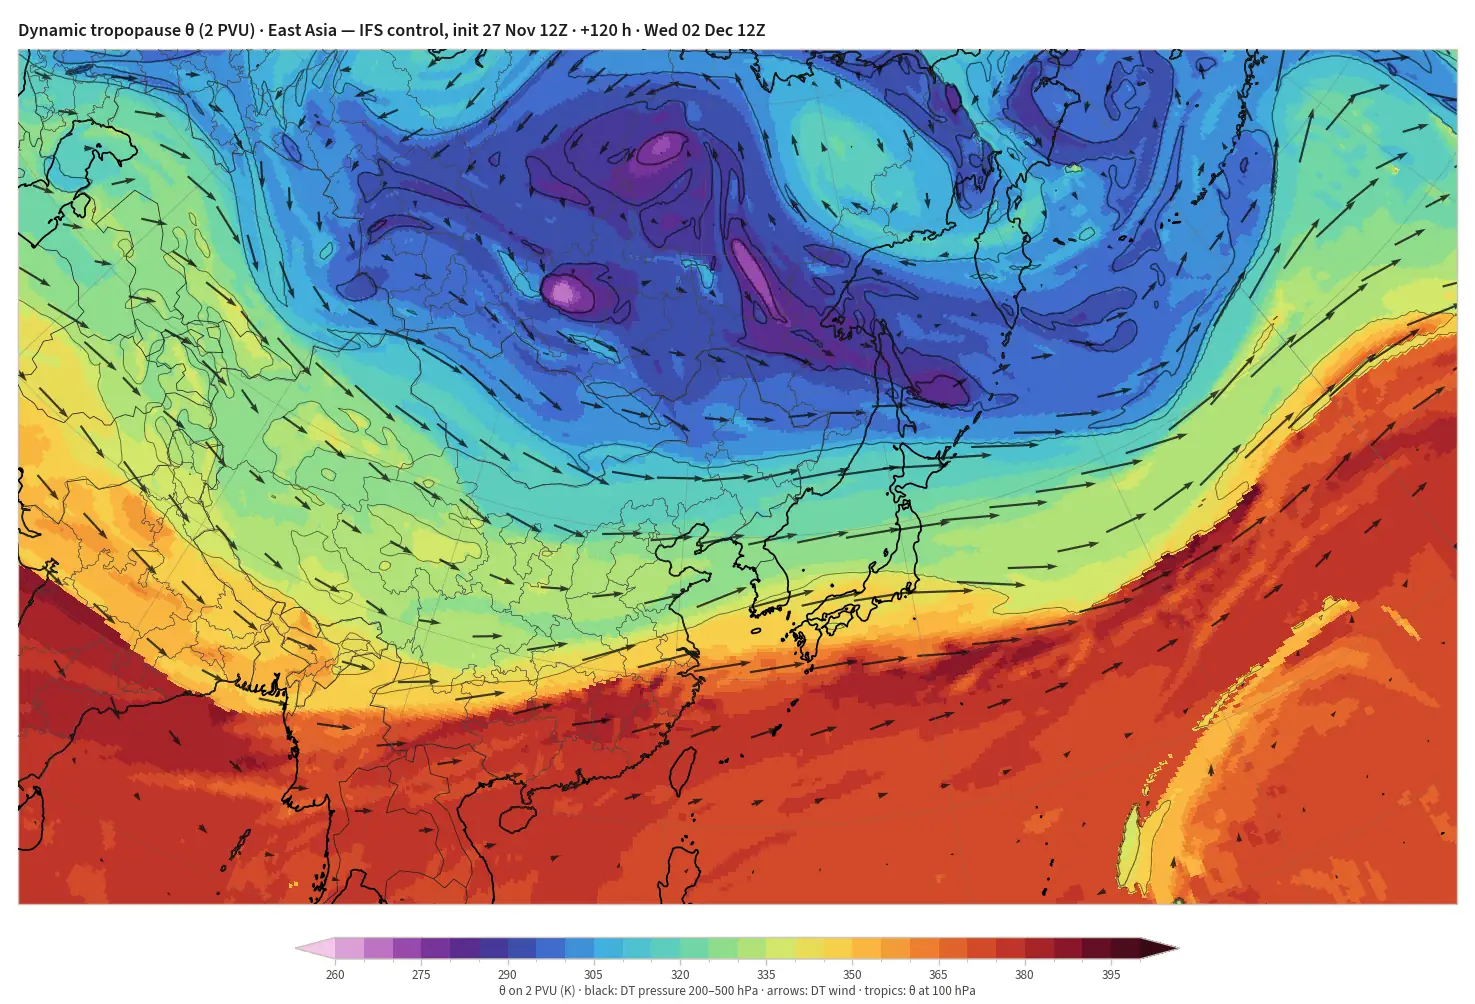 Dynamic tropopause θ (2 PVU) · East Asia — IFS control, init 27 Nov 12Z · +120 h · Wed 02 Dec 12Z
260 275 290 305 320 335 350 365 380 395
θ on 2 PVU (K) · black: DT pressure 200–500 hPa · arrows: DT wind · tropics: θ at 100 hPa